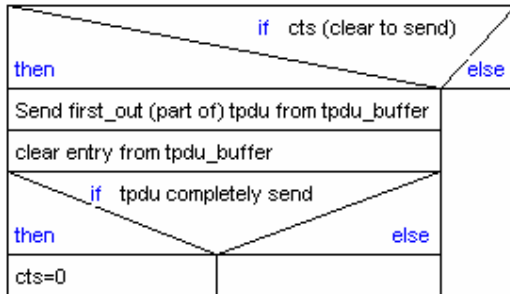 if cts (clear to send)
then else
Send first_out (part of) tpdu from tpdu_buffer
clear entry from tpdu_buffer
if tpdu completely send
then else
cts=0